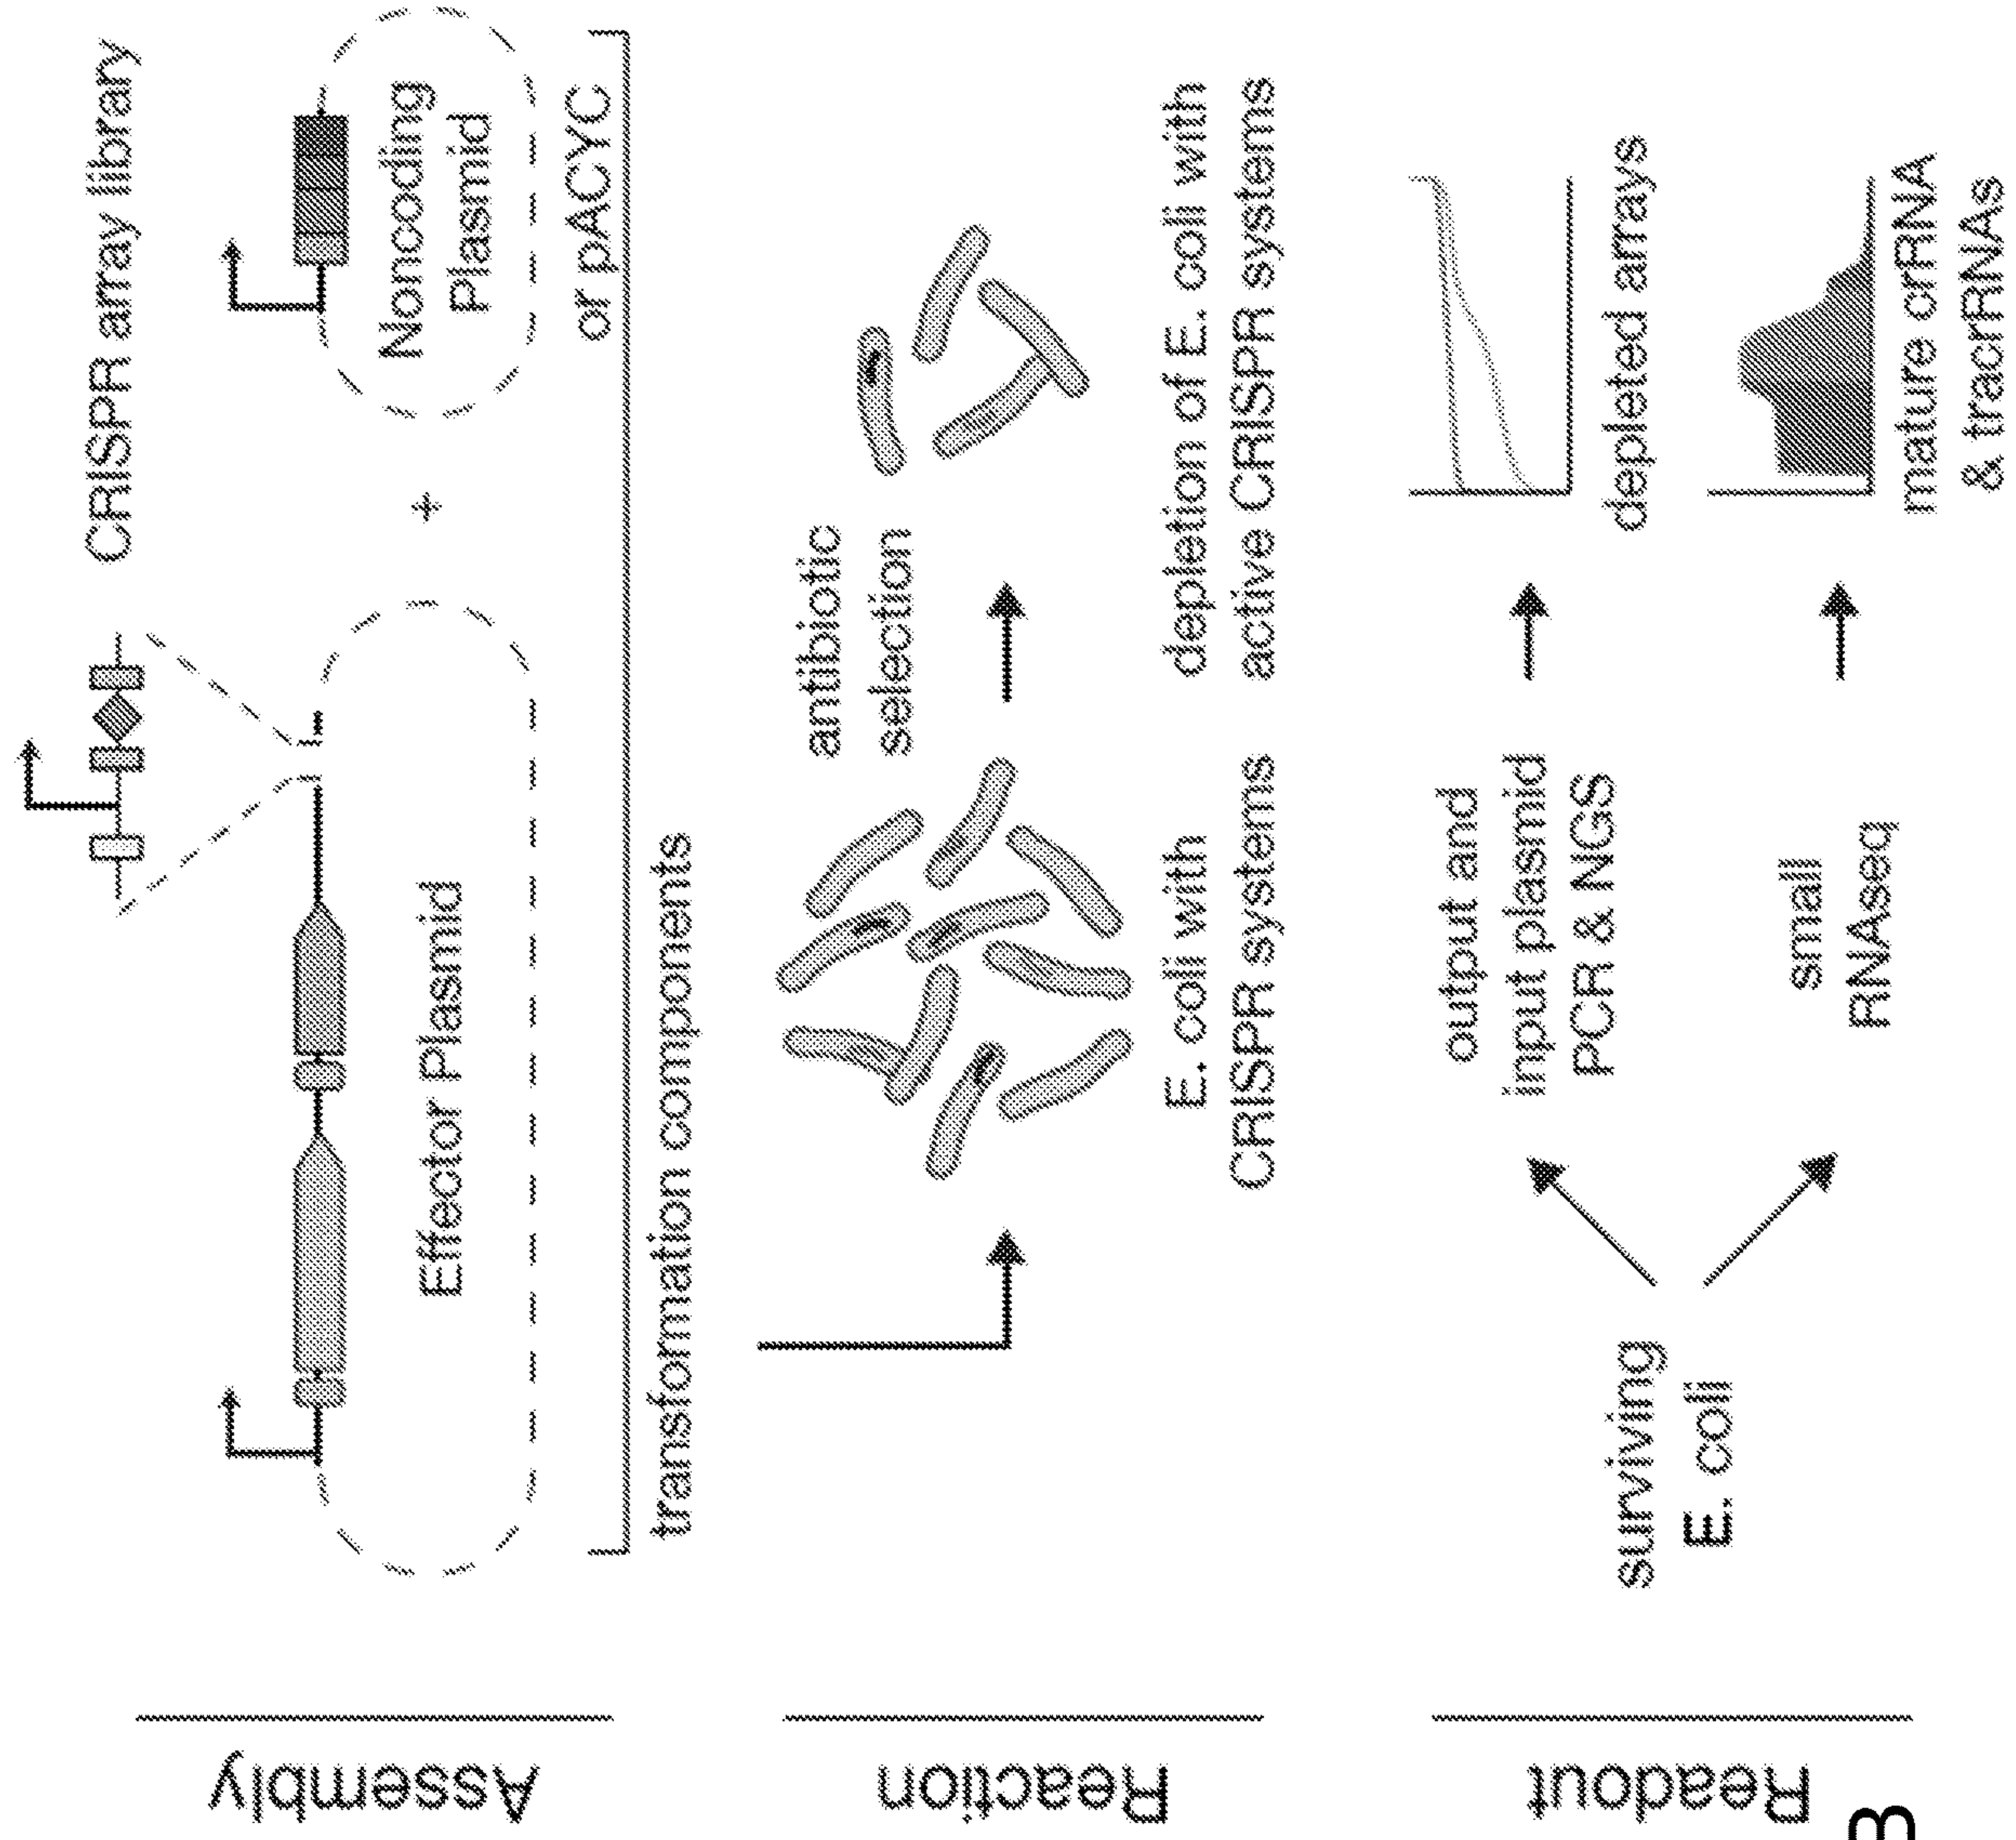 Assembly
CRISPR array library
Effector Plasmid
+
Noncoding
Plasmid
or pACYC
transformation components
Reaction
E. coli with
CRISPR systems
antibiotic
selection
depletion of E. coli with
active CRISPR systems
Readout
surviving
E. coli
output and
input plasmid
PCR & NGS
depleted arrays
small
RNAseq
mature crRNA
& tracrRNAs